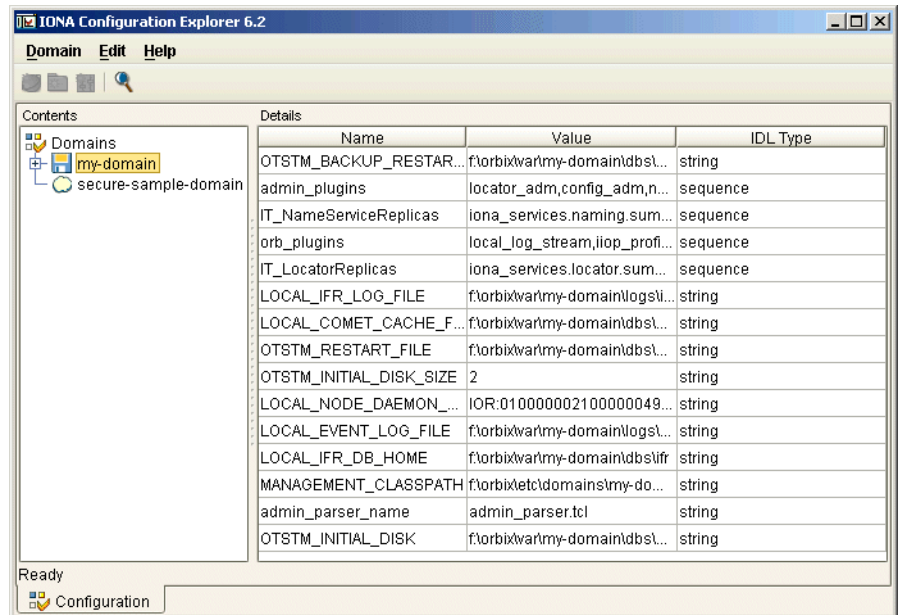 IONA Configuration Explorer 6.2
Domain Edit Help
Contents
Domains
my-domain
secure-sample-domain
Details
Name Value IDL Type
OTSTM_BACKUP_RESTAR... f:\orbix\var\my-domain\dbs\... string
admin_plugins locator_adm,config_adm,n... sequence
IT_NameServiceReplicas iona_services.naming.sum... sequence
orb_plugins local_log_stream,iiop_profi... sequence
IT_LocatorReplicas iona_services.locator.sum... sequence
LOCAL_IFR_LOG_FILE f:\orbix\var\my-domain\logs\i... string
LOCAL_COMET_CACHE_F... f:\orbix\var\my-domain\dbs\... string
OTSTM_RESTART_FILE f:\orbix\var\my-domain\dbs\... string
OTSTM_INITIAL_DISK_SIZE 2 string
LOCAL_NODE_DAEMON_... IOR:010000002100000049... string
LOCAL_EVENT_LOG_FILE f:\orbix\var\my-domain\logs\... string
LOCAL_IFR_DB_HOME f:\orbix\var\my-domain\dbs\ifr string
MANAGEMENT_CLASSPATH f:\orbix\etc\domains\my-do... string
admin_parser_name admin_parser.tcl string
OTSTM_INITIAL_DISK f:\orbix\var\my-domain\dbs\... string
Ready
Configuration